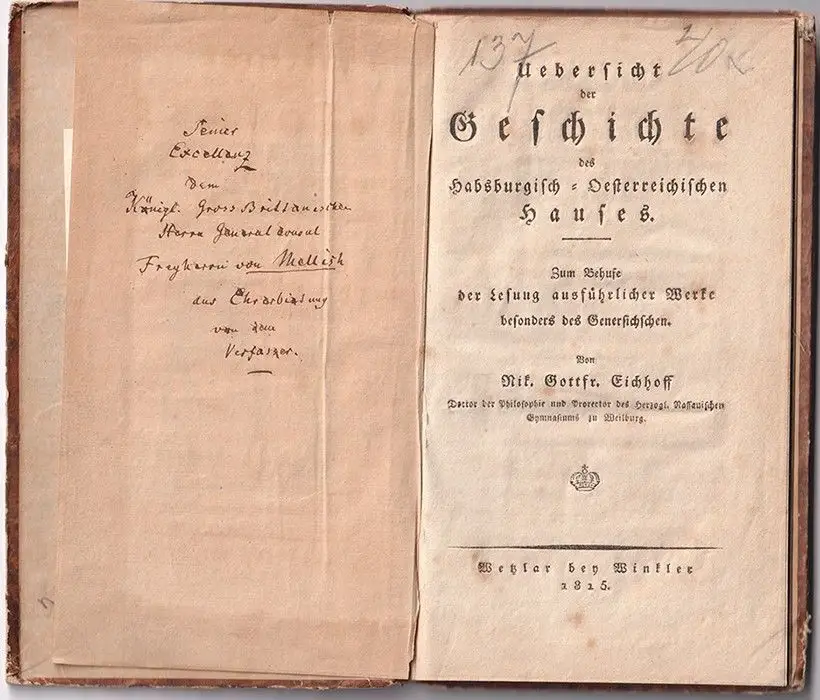 Seiner
Excellenz
dem
Königl. Gross Brittanischen
Herrn General Consul
Freyherrn von Mellish
aus Ehrerbietung
von dem
Verfasser.
137
70
Uebersicht
der
Geschichte
des
Habsburgisch-Oesterreichischen
Hauses.
Zum Behufe
der Lesung ausführlicher Werke
besonders des Genersichschen.
Von
Nik. Gottfr. Eichhoff
Doctor der Philosophie und Prorector des Herzogl. Nassauischen
Gymnasiums zu Weilburg.
Wetzlar bey Winkler
1815.